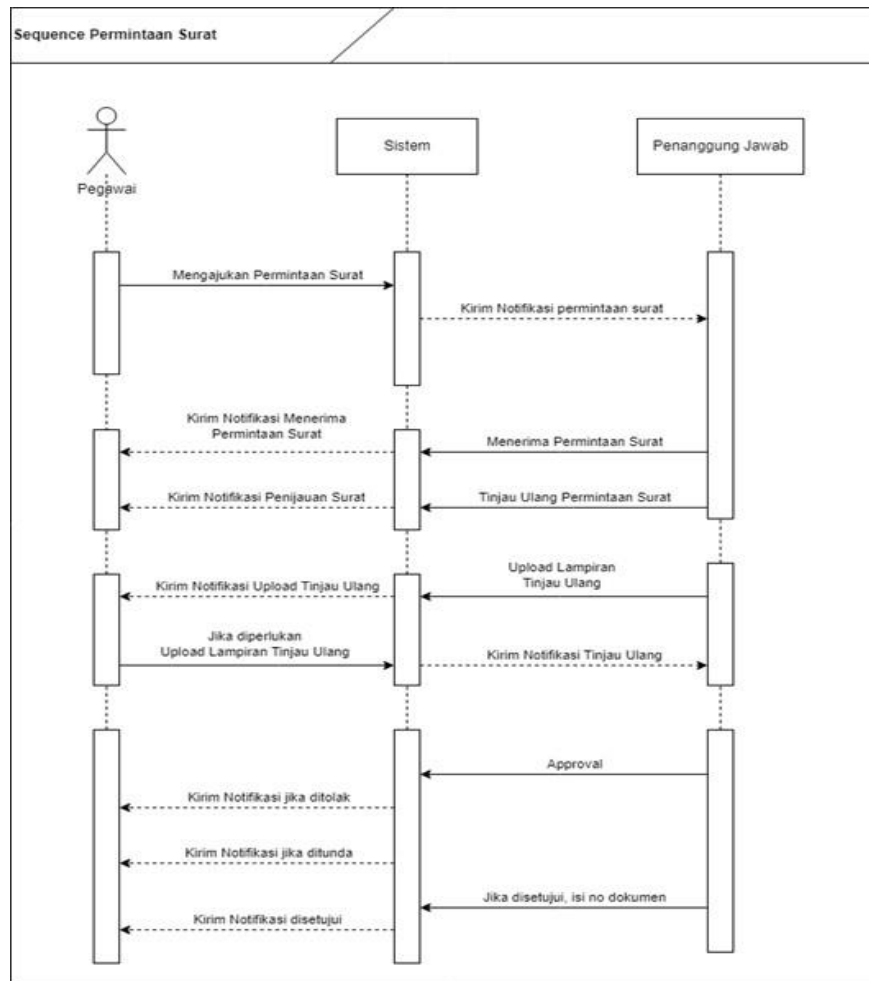 Sequence Permintaan Surat
Sistem
Penanggung Jawab
Pegawai
Mengajukan Permintaan Surat
Kirim Notifikasi permintaan surat
Kirim Notifikasi Menerima
Permintaan Surat
Menerima Permintaan Surat
Kirim Notifikasi Penijauan Surat
Tinjau Ulang Permintaan Surat
Upload Lampiran
Tinjau Ulang
Kirim Notifikasi Upload Tinjau Ulang
Jika diperlukan
Upload Lampiran Tinjau Ulang
Kirim Notifikasi Tinjau Ulang
Approval
Kirim Notifikasi jika ditolak
Kirim Notifikasi jika ditunda
Jika disetujui, isi no dokumen
Kirim Notifikasi disetujui